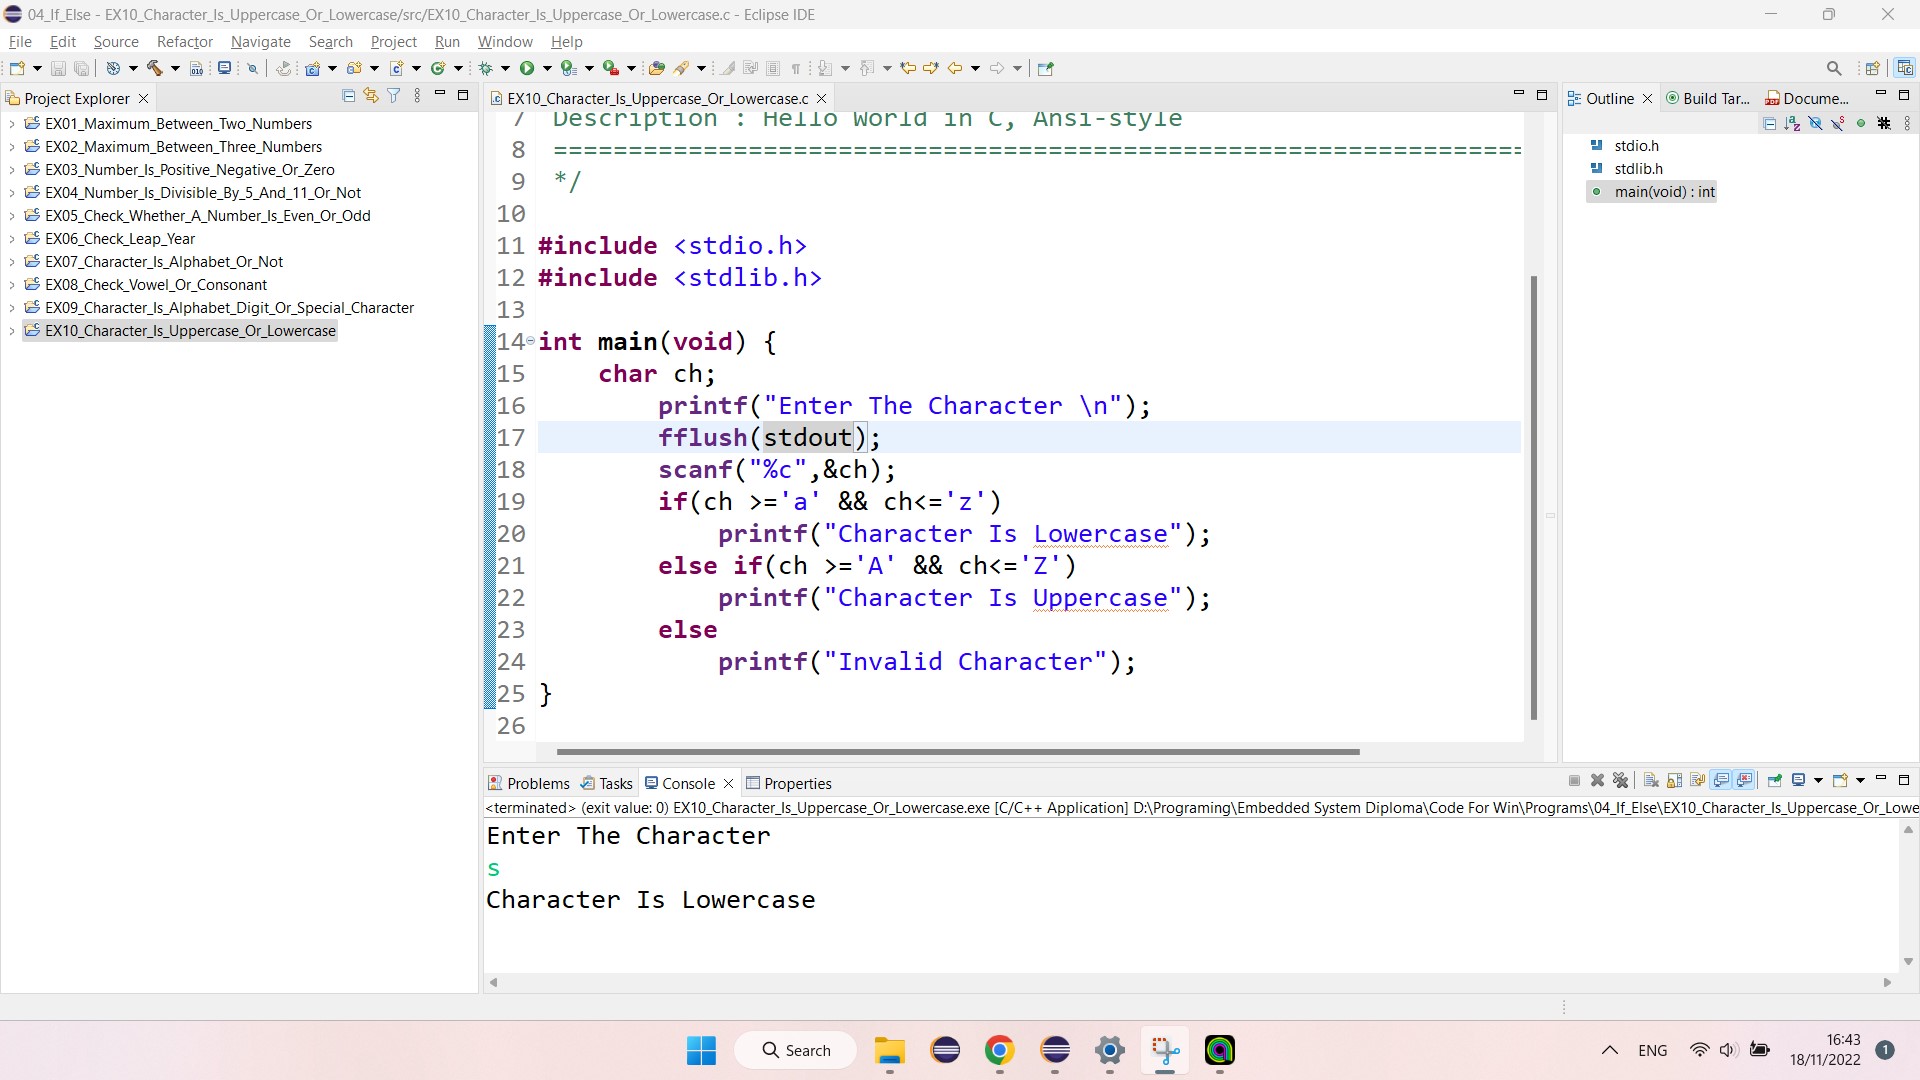 04_If_Else - EX10_Character_Is_Uppercase_Or_Lowercase/src/EX10_Character_Is_Uppercase_Or_Lowercase.c - Eclipse IDE
File Edit Source Refactor Navigate Search Project Run Window Help
Project Explorer
EX01_Maximum_Between_Two_Numbers
EX02_Maximum_Between_Three_Numbers
EX03_Number_Is_Positive_Negative_Or_Zero
EX04_Number_Is_Divisible_By_5_And_11_Or_Not
EX05_Check_Whether_A_Number_Is_Even_Or_Odd
EX06_Check_Leap_Year
EX07_Character_Is_Alphabet_Or_Not
EX08_Check_Vowel_Or_Consonant
EX09_Character_Is_Alphabet_Digit_Or_Special_Character
EX10_Character_Is_Uppercase_Or_Lowercase
EX10_Character_Is_Uppercase_Or_Lowercase.c
7 Description : Hello World in C, Ansi-style
8 ================================================================
9 */
10
11 #include <stdio.h>
12 #include <stdlib.h>
13
14 int main(void) {
15 char ch;
16 printf("Enter The Character \n");
17 fflush(stdout);
18 scanf("%c",&ch);
19 if(ch >='a' && ch<='z')
20 printf("Character Is Lowercase");
21 else if(ch >='A' && ch<='Z')
22 printf("Character Is Uppercase");
23 else
24 printf("Invalid Character");
25 }
26
Outline Build Tar... Docume...
stdio.h
stdlib.h
main(void) : int
Problems Tasks Console Properties
<terminated> (exit value: 0) EX10_Character_Is_Uppercase_Or_Lowercase.exe [C/C++ Application] D:\Programing\Embedded System Diploma\Code For Win\Programs\04_If_Else\EX10_Character_Is_Uppercase_Or_Lowe
Enter The Character
s
Character Is Lowercase
Search
ENG
16:43
18/11/2022
1